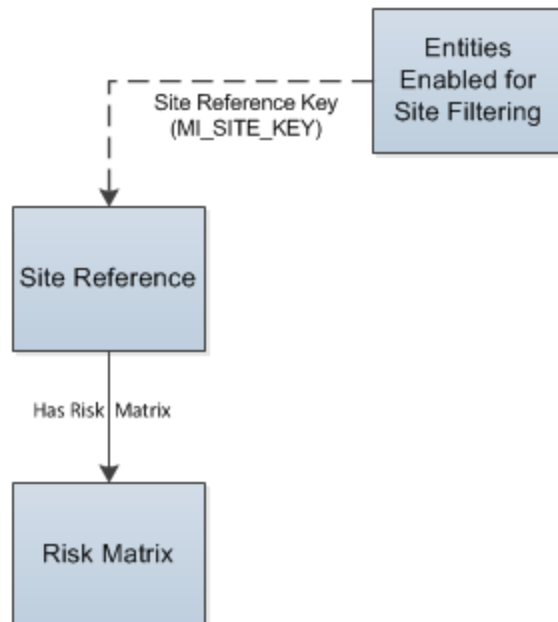 Entities
Enabled for
Site Filtering
Site Reference Key
(MI_SITE_KEY)
Site Reference
Has Risk Matrix
Risk Matrix